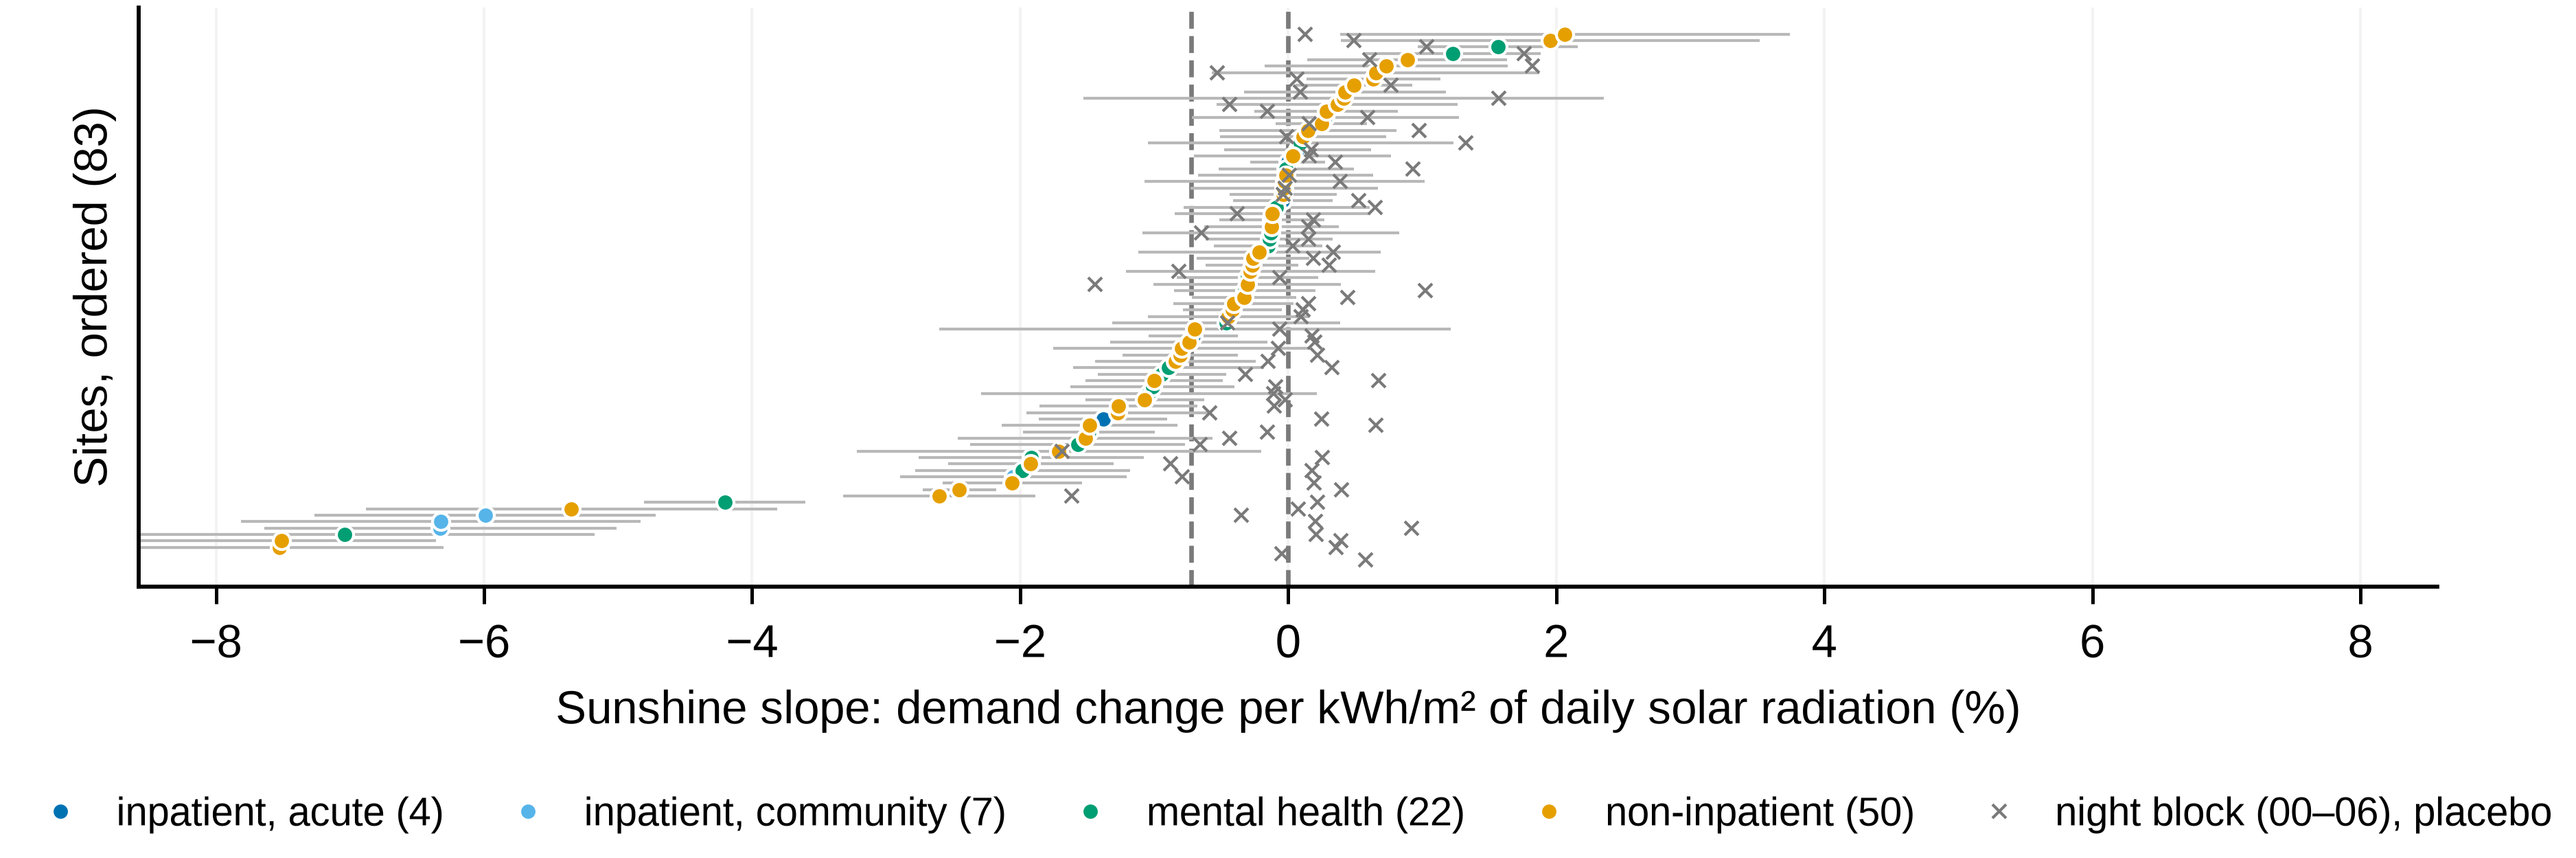 Sites, ordered (83)
−8 −6 −4 −2 0 2 4 6 8
Sunshine slope: demand change per kWh/m² of daily solar radiation (%)
inpatient, acute (4) inpatient, community (7) mental health (22) non-inpatient (50) night block (00–06), placebo